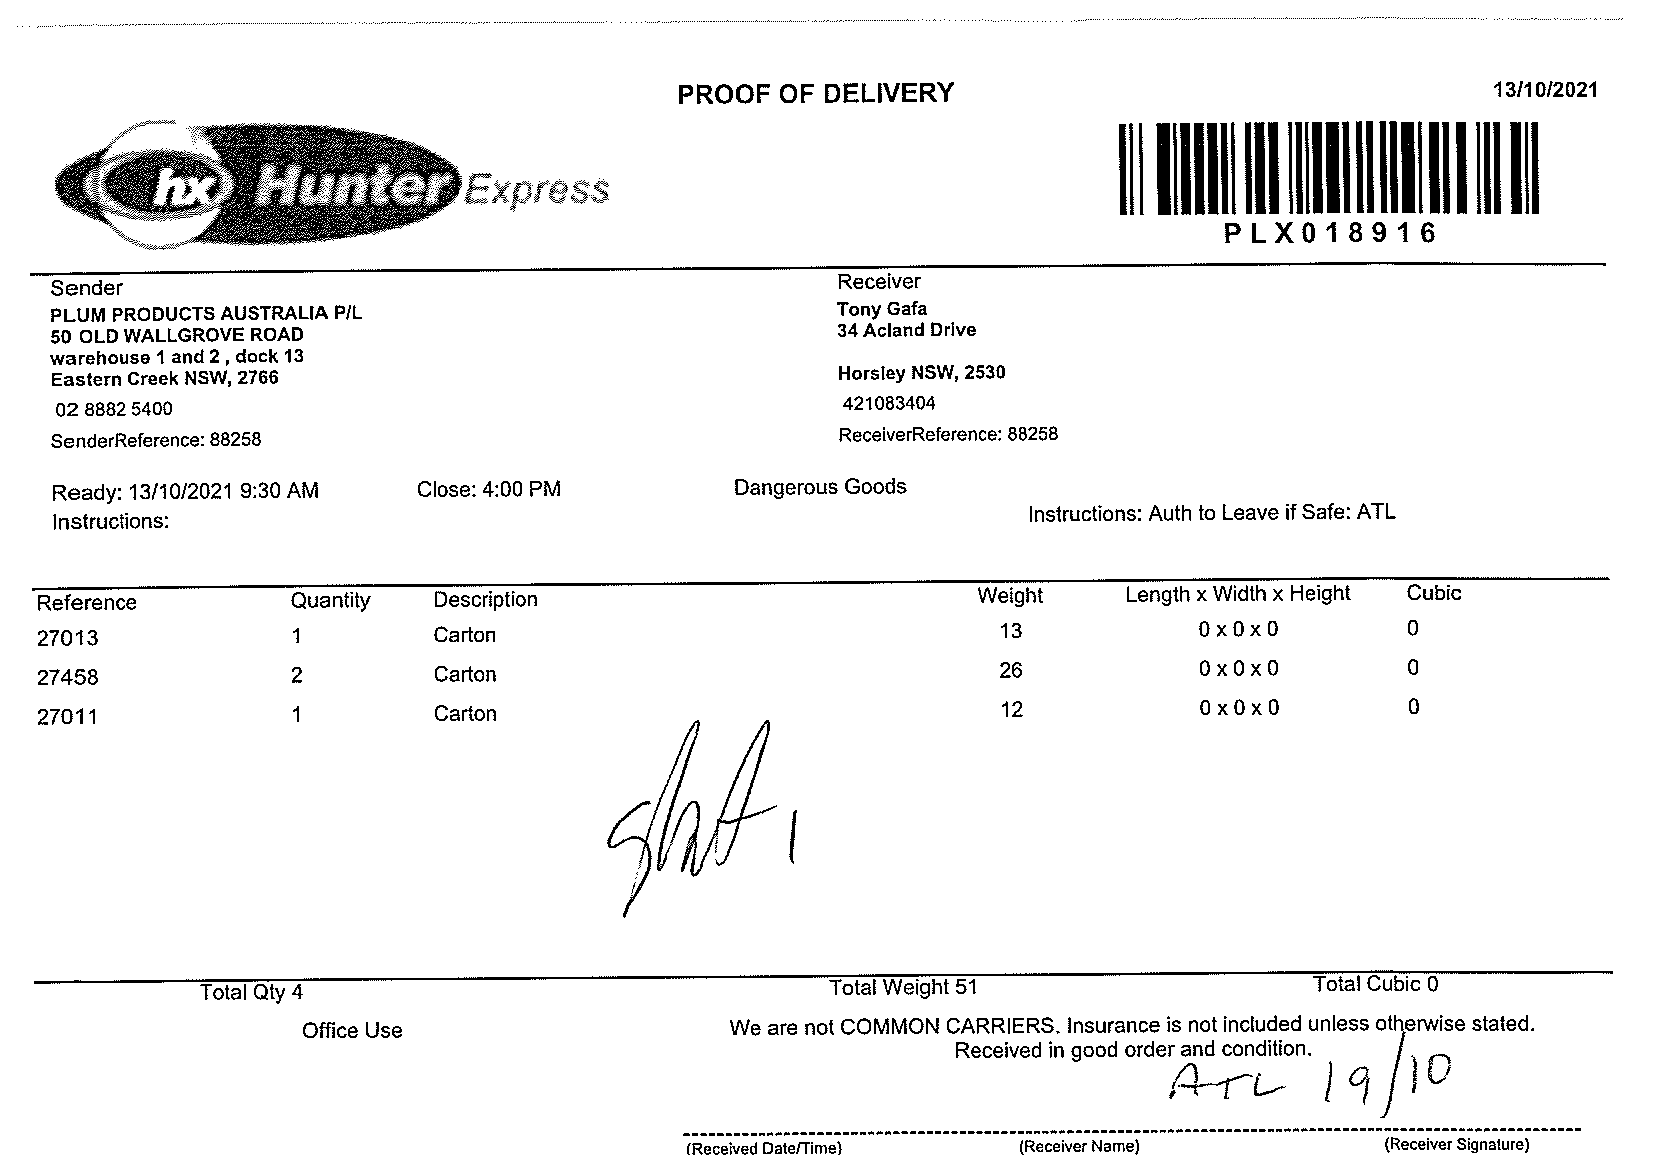 PROOF OF DELIVERY
13/10/2021
hx Hunter Express
PLX018916
Sender
PLUM PRODUCTS AUSTRALIA P/L
50 OLD WALLGROVE ROAD
warehouse 1 and 2 , dock 13
Eastern Creek NSW, 2766
02 8882 5400
SenderReference: 88258
Receiver
Tony Gafa
34 Acland Drive
Horsley NSW, 2530
421083404
ReceiverReference: 88258
Ready: 13/10/2021 9:30 AM Close: 4:00 PM Dangerous Goods
Instructions:
Instructions: Auth to Leave if Safe: ATL
Reference Quantity Description Weight Length x Width x Height Cubic
27013 1 Carton 13 0 x 0 x 0 0
27458 2 Carton 26 0 x 0 x 0 0
27011 1 Carton 12 0 x 0 x 0 0
Total Qty 4 Total Weight 51 Total Cubic 0
Office Use
We are not COMMON CARRIERS. Insurance is not included unless otherwise stated.
Received in good order and condition.
ATL 19/10
(Received Date/Time) (Receiver Name) (Receiver Signature)